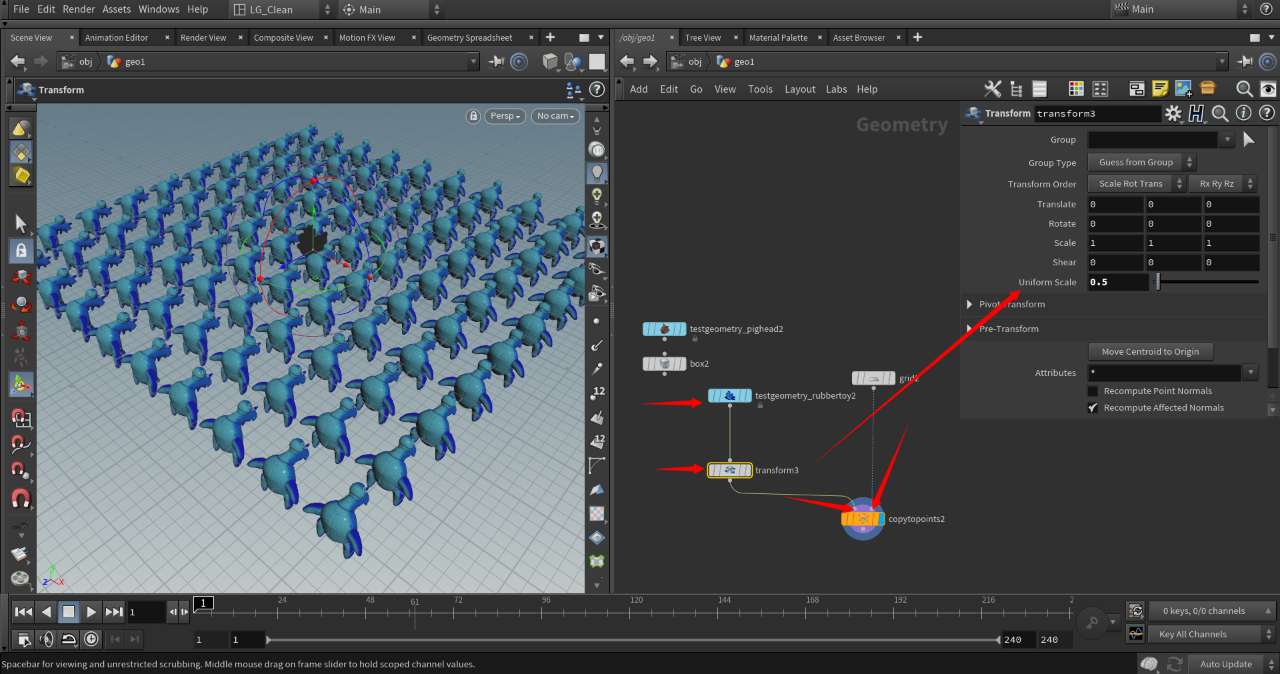 File Edit Render Assets Windows Help LG_Clean Main Main
Scene View Animation Editor Render View Composite View Motion FX View Geometry Spreadsheet
/obj/geo1 Tree View Material Palette Asset Browser
obj geo1
obj geo1
Transform
Add Edit Go View Tools Layout Labs Help
Persp No cam
Geometry
Transform transform3
Group
Group Type Guess from Group
Transform Order Scale Rot Trans Rx Ry Rz
Translate 0 0 0
Rotate 0 0 0
Scale 1 1 1
Shear 0 0 0
Uniform Scale 0.5
Pivot Transform
Pre-Transform
Move Centroid to Origin
Attributes *
Recompute Point Normals
Recompute Affected Normals
testgeometry_pighead2
box2
grid2
testgeometry_rubbertoy2
transform3
copytopoints2
12
12
z y x
1 1 24 48 61 72 96 120 144 168 192 216 2
0 keys, 0/0 channels
1 1 240 240
Key All Channels
Spacebar for viewing and unrestricted scrubbing. Middle mouse drag on frame slider to hold scoped channel values.
Auto Update